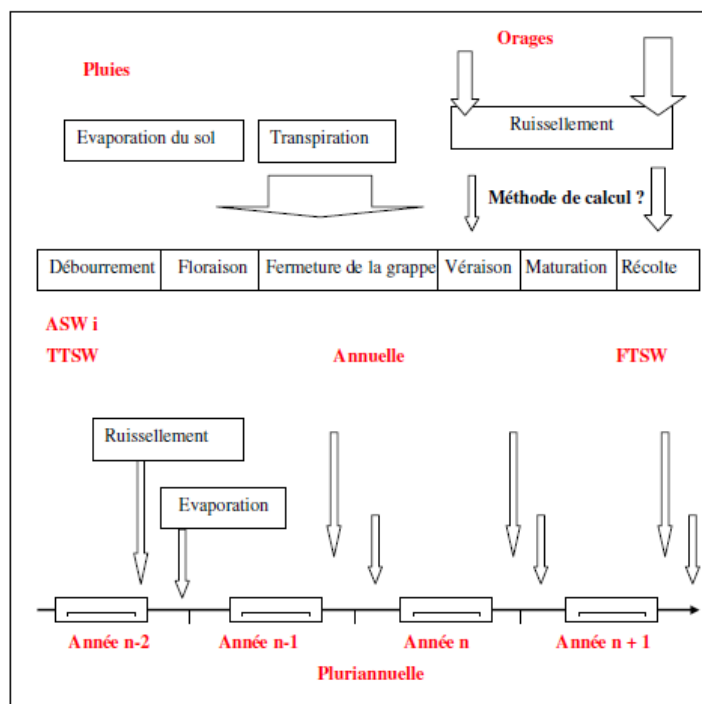 Orages
Pluies
Evaporation du sol
Transpiration
Ruissellement
Méthode de calcul ?
Débourrement
Floraison
Fermeture de la grappe
Véraison
Maturation
Récolte
ASW i
TTSW
Annuelle
FTSW
Ruissellement
Evaporation
Année n-2
Année n-1
Année n
Année n + 1
Pluriannuelle